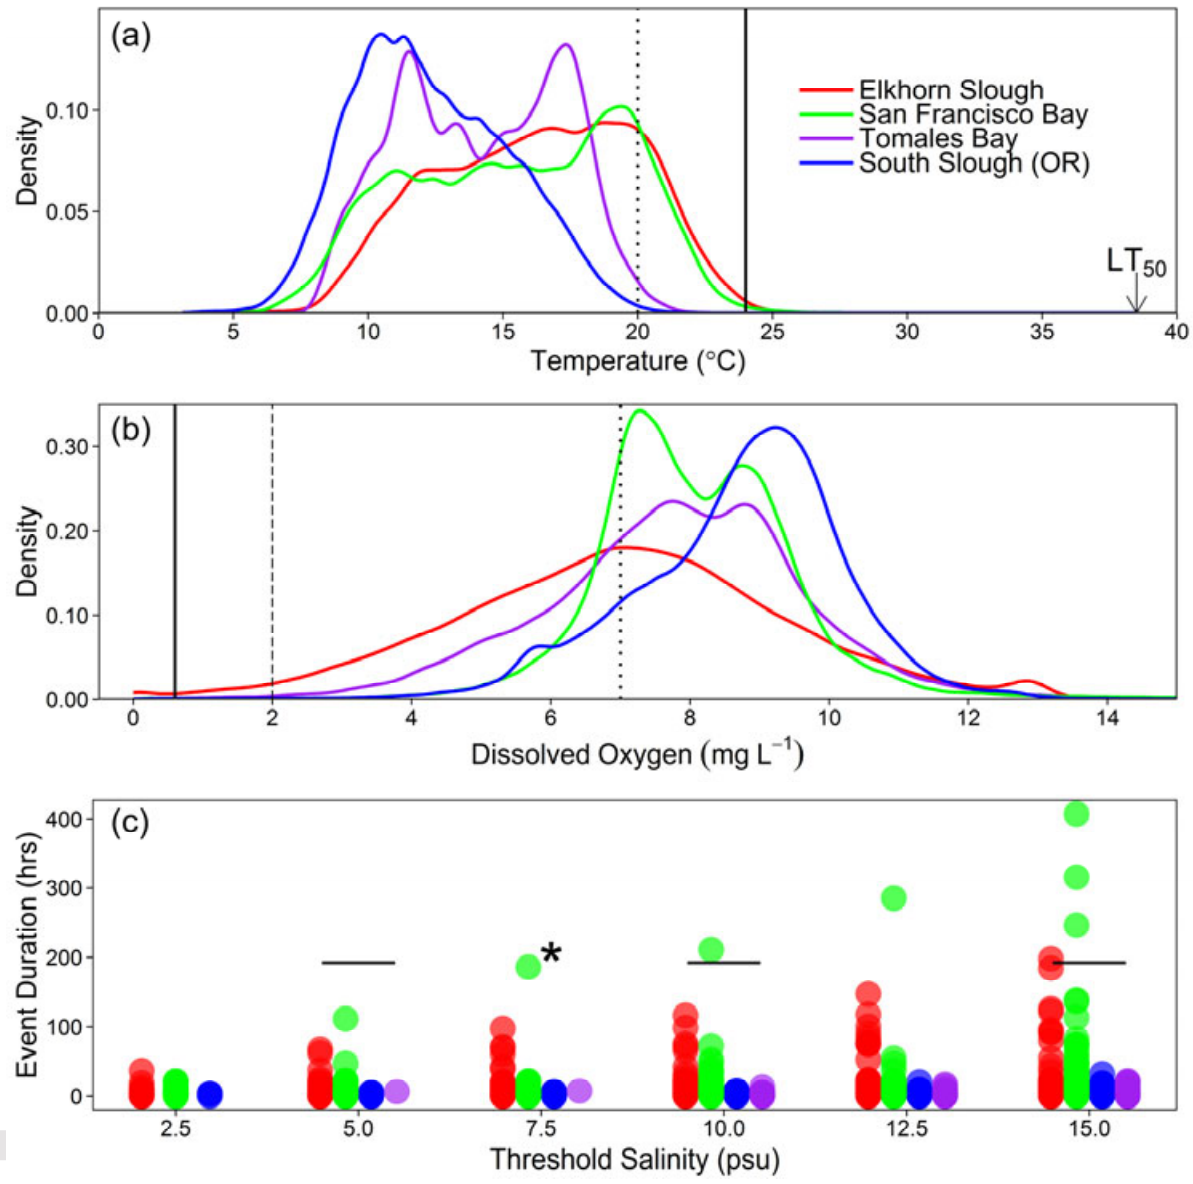 (a)
Density
0.10
0.05
0.00
Elkhorn Slough
San Francisco Bay
Tomales Bay
South Slough (OR)
LT50
0 5 10 15 20 25 30 35 40
Temperature (°C)
(b)
Density
0.30
0.20
0.10
0.00
0 2 4 6 8 10 12 14
Dissolved Oxygen (mg L−1)
(c)
Event Duration (hrs)
400
300
200
100
0
*
2.5 5.0 7.5 10.0 12.5 15.0
Threshold Salinity (psu)